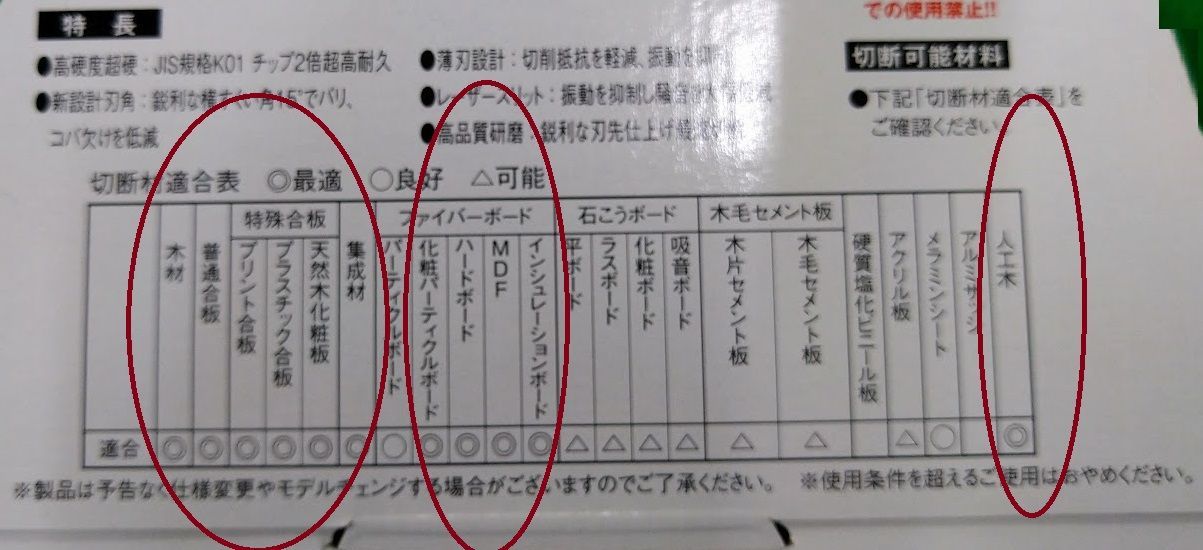 での使用禁止!!
特長
●高硬度超硬：JIS規格K01 チップ2倍超高耐久
●新設計刃角：鋭利な
でバリ、
コバ欠けを低減
●薄刃設計：切削抵抗を軽減、振動を
●レーザースリット：振動を抑制し騒音
●高品質研磨：鋭利な刃先仕上げ
切断可能材料
●下記「切断材適合表」を
ご確認ください。
切断材適合表 ◎最適 ○良好 △可能
特殊合板 ファイバーボード 石こうボード 木毛セメント板
木材
普通合板
プリント合板
プラスチック合板
天然木化粧板
集成材
パーティクルボード
化粧パーティクルボード
ハードボード
MDF
インシュレーションボード
平ボード
ラスボード
化粧ボード
吸音ボード
木片セメント板
木毛セメント板
硬質塩化ビニール板
アクリル板
メラミンシート
アルミサッシ
人工木
適合 ◎ ◎ ◎ ◎ ◎ ◎ ○ ◎ ◎ ◎ ◎ △ △ △ △ △ △ △ ○ ◎
※製品は予告なく仕様変更やモデルチェンジする場合がございますのでご了承ください。 ※使用条件を超えるご使用はおやめください。